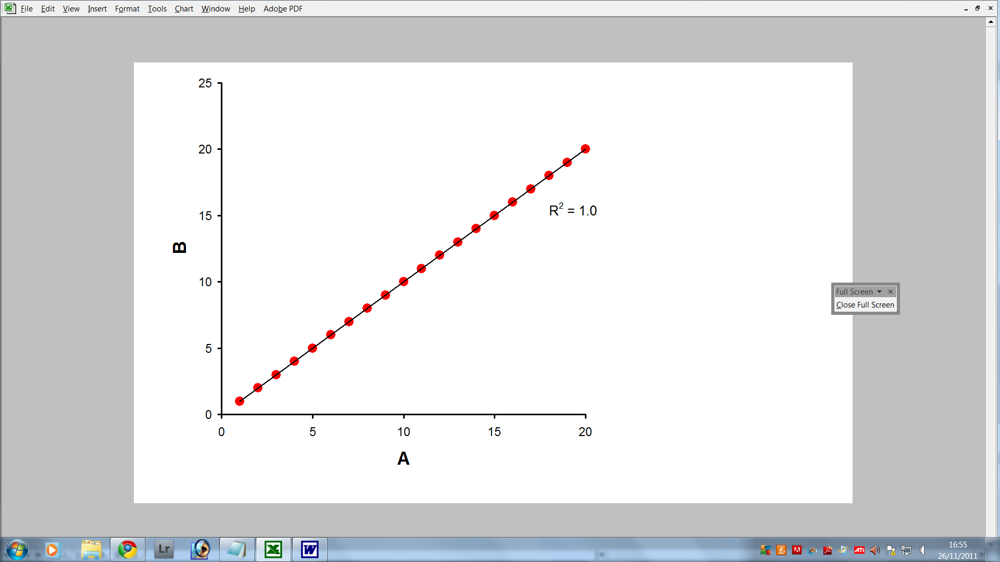 File Edit View Insert Format Tools Chart Window Help Adobe PDF
25
20
15
10
5
0
B
R² = 1.0
0 5 10 15 20
A
Full Screen
Close Full Screen
Lr
W
ATI
16:55
26/11/2011